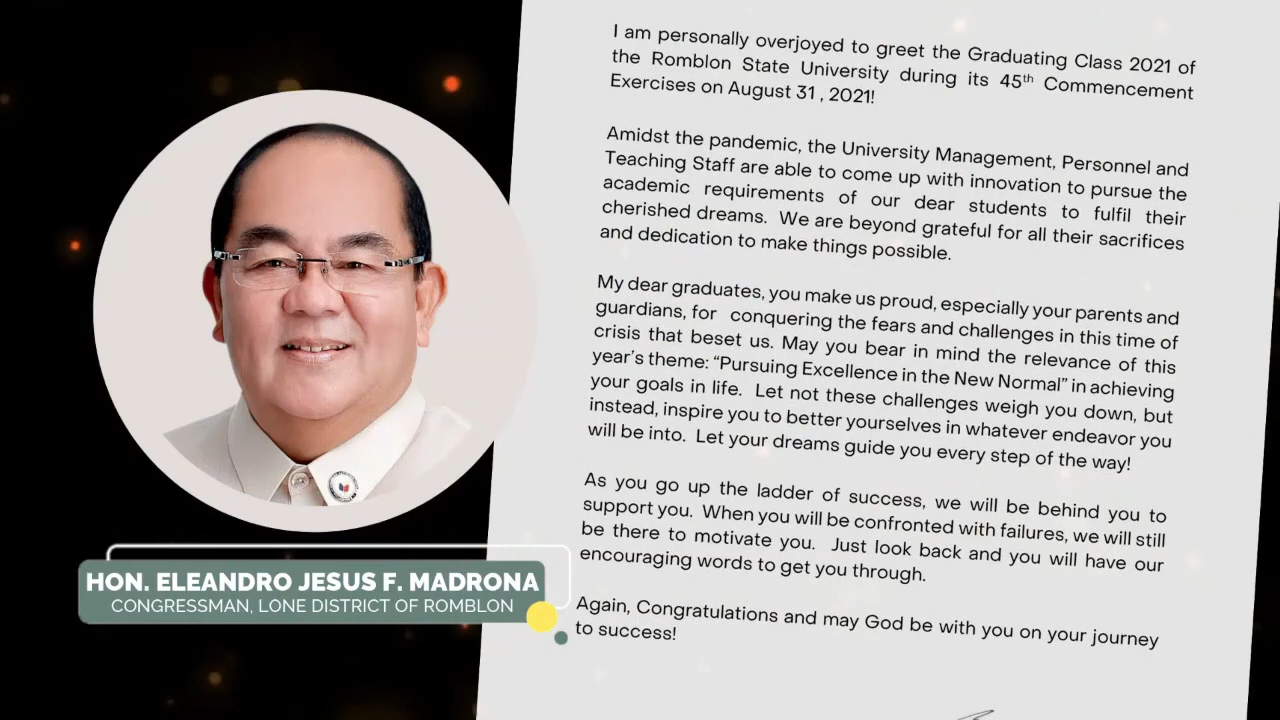 I am personally overjoyed to greet the Graduating Class 2021 of
the Romblon State University during its 45th Commencement
Exercises on August 31 , 2021!
Amidst the pandemic, the University Management, Personnel and
Teaching Staff are able to come up with innovation to pursue the
academic requirements of our dear students to fulfil their
cherished dreams. We are beyond grateful for all their sacrifices
and dedication to make things possible.
My dear graduates, you make us proud, especially your parents and
guardians, for conquering the fears and challenges in this time of
crisis that beset us. May you bear in mind the relevance of this
year's theme: “Pursuing Excellence in the New Normal” in achieving
your goals in life. Let not these challenges weigh you down, but
instead, inspire you to better yourselves in whatever endeavor you
will be into. Let your dreams guide you every step of the way!
As you go up the ladder of success, we will be behind you to
support you. When you will be confronted with failures, we will still
be there to motivate you. Just look back and you will have our
encouraging words to get you through.
Again, Congratulations and may God be with you on your journey
to success!
HON. ELEANDRO JESUS F. MADRONA
CONGRESSMAN, LONE DISTRICT OF ROMBLON